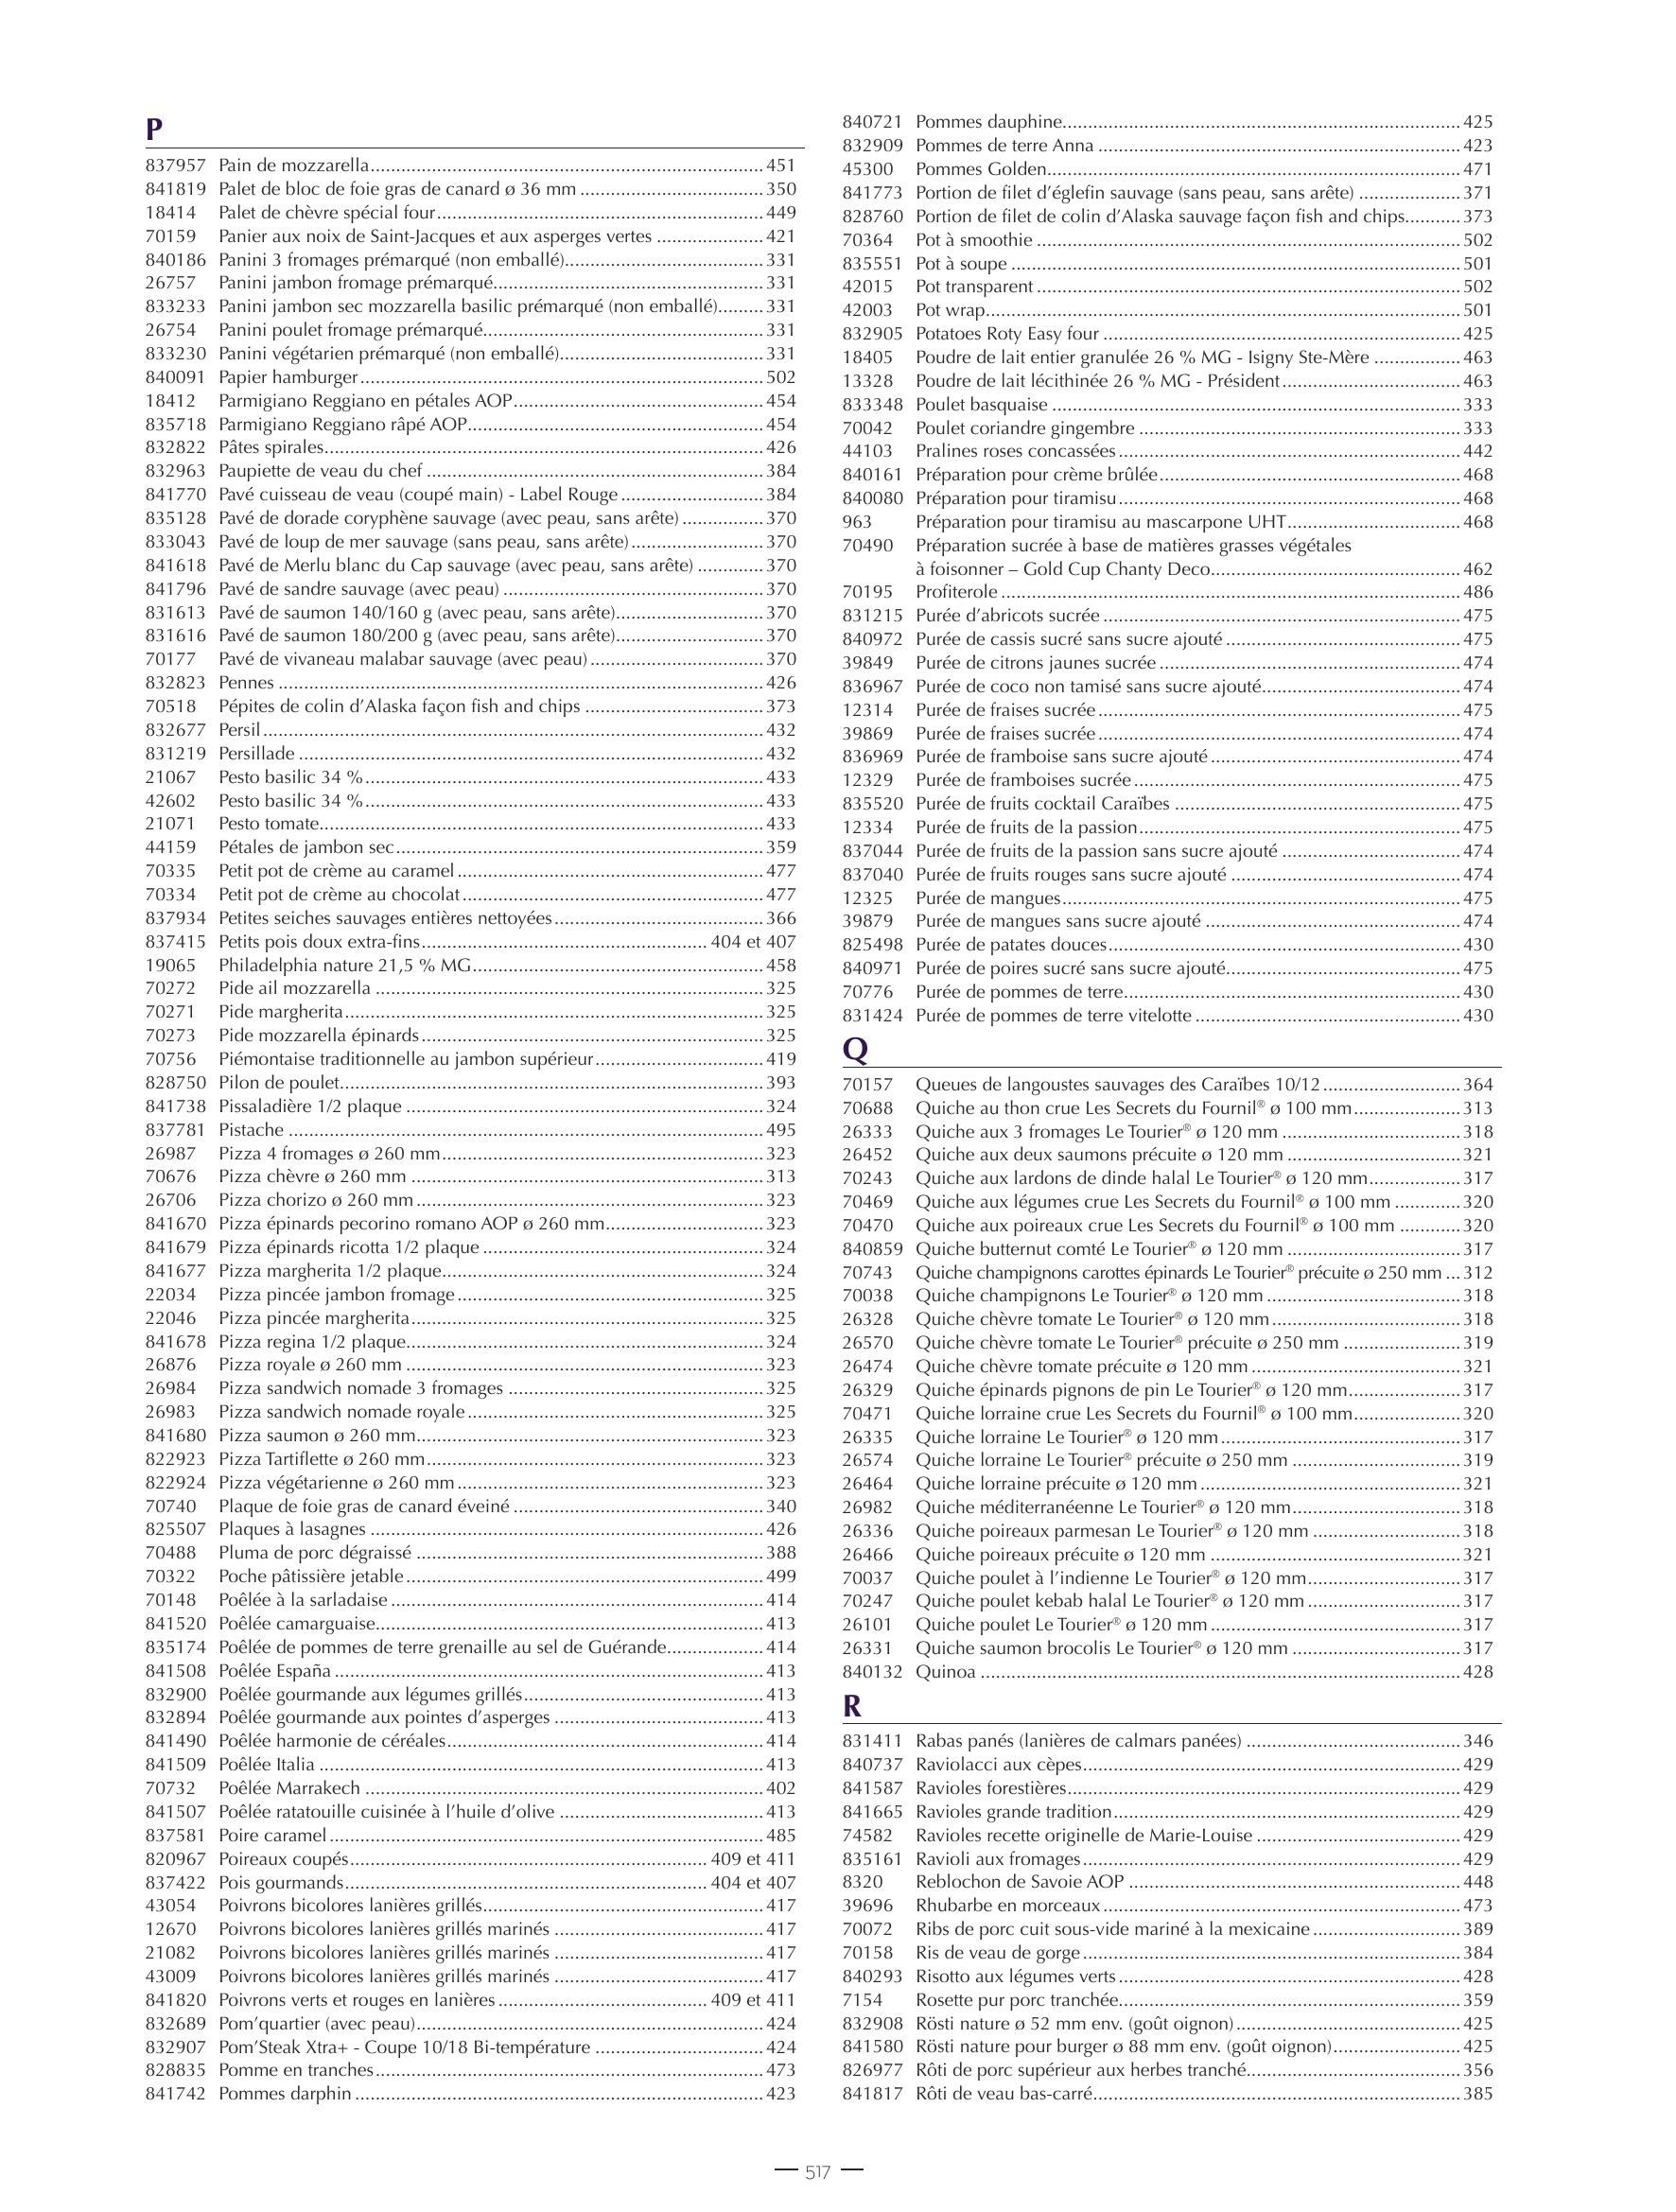 P
837957 Pain de mozzarella............................................................................. 451
841819 Palet de bloc de foie gras de canard ø 36 mm .................................... 350
18414 Palet de chèvre spécial four................................................................ 449
70159 Panier aux noix de Saint-Jacques et aux asperges vertes ..................... 421
840186 Panini 3 fromages prémarqué (non emballé)....................................... 331
26757 Panini jambon fromage prémarqué..................................................... 331
833233 Panini jambon sec mozzarella basilic prémarqué (non emballé)......... 331
26754 Panini poulet fromage prémarqué....................................................... 331
833230 Panini végétarien prémarqué (non emballé)........................................ 331
840091 Papier hamburger............................................................................... 502
18412 Parmigiano Reggiano en pétales AOP................................................. 454
835718 Parmigiano Reggiano râpé AOP.......................................................... 454
832822 Pâtes spirales...................................................................................... 426
832963 Paupiette de veau du chef .................................................................. 384
841770 Pavé cuisseau de veau (coupé main) - Label Rouge............................ 384
835128 Pavé de dorade coryphène sauvage (avec peau, sans arête)................ 370
833043 Pavé de loup de mer sauvage (sans peau, sans arête).......................... 370
841618 Pavé de Merlu blanc du Cap sauvage (avec peau, sans arête) ............. 370
841796 Pavé de sandre sauvage (avec peau) ................................................... 370
831613 Pavé de saumon 140/160 g (avec peau, sans arête)............................. 370
831616 Pavé de saumon 180/200 g (avec peau, sans arête)............................. 370
70177 Pavé de vivaneau malabar sauvage (avec peau).................................. 370
832823 Pennes ............................................................................................... 426
70518 Pépites de colin d’Alaska façon fish and chips ................................... 373
832677 Persil.................................................................................................. 432
831219 Persillade ........................................................................................... 432
21067 Pesto basilic 34 %.............................................................................. 433
42602 Pesto basilic 34 %.............................................................................. 433
21071 Pesto tomate....................................................................................... 433
44159 Pétales de jambon sec........................................................................ 359
70335 Petit pot de crème au caramel............................................................ 477
70334 Petit pot de crème au chocolat........................................................... 477
837934 Petites seiches sauvages entières nettoyées......................................... 366
837415 Petits pois doux extra-fins........................................................ 404 et 407
19065 Philadelphia nature 21,5 % MG......................................................... 458
70272 Pide ail mozzarella ............................................................................ 325
70271 Pide margherita.................................................................................. 325
70273 Pide mozzarella épinards................................................................... 325
70756 Piémontaise traditionnelle au jambon supérieur................................. 419
828750 Pilon de poulet................................................................................... 393
841738 Pissaladière 1/2 plaque ...................................................................... 324
837781 Pistache ............................................................................................. 495
26987 Pizza 4 fromages ø 260 mm............................................................... 323
70676 Pizza chèvre ø 260 mm ..................................................................... 313
26706 Pizza chorizo ø 260 mm.................................................................... 323
841670 Pizza épinards pecorino romano AOP ø 260 mm............................... 323
841679 Pizza épinards ricotta 1/2 plaque....................................................... 324
841677 Pizza margherita 1/2 plaque............................................................... 324
22034 Pizza pincée jambon fromage............................................................ 325
22046 Pizza pincée margherita..................................................................... 325
841678 Pizza regina 1/2 plaque...................................................................... 324
26876 Pizza royale ø 260 mm ...................................................................... 323
26984 Pizza sandwich nomade 3 fromages .................................................. 325
26983 Pizza sandwich nomade royale.......................................................... 325
841680 Pizza saumon ø 260 mm.................................................................... 323
822923 Pizza Tartiflette ø 260 mm.................................................................. 323
822924 Pizza végétarienne ø 260 mm............................................................ 323
70740 Plaque de foie gras de canard éveiné................................................. 340
825507 Plaques à lasagnes ............................................................................. 426
70488 Pluma de porc dégraissé .................................................................... 388
70322 Poche pâtissière jetable...................................................................... 499
70148 Poêlée à la sarladaise......................................................................... 414
841520 Poêlée camarguaise............................................................................ 413
835174 Poêlée de pommes de terre grenaille au sel de Guérande................... 414
841508 Poêlée España.................................................................................... 413
832900 Poêlée gourmande aux légumes grillés............................................... 413
832894 Poêlée gourmande aux pointes d’asperges ......................................... 413
841490 Poêlée harmonie de céréales.............................................................. 414
841509 Poêlée Italia ....................................................................................... 413
70732 Poêlée Marrakech .............................................................................. 402
841507 Poêlée ratatouille cuisinée à l’huile d’olive ........................................ 413
837581 Poire caramel..................................................................................... 485
820967 Poireaux coupés...................................................................... 409 et 411
837422 Pois gourmands....................................................................... 404 et 407
43054 Poivrons bicolores lanières grillés....................................................... 417
12670 Poivrons bicolores lanières grillés marinés ......................................... 417
21082 Poivrons bicolores lanières grillés marinés ......................................... 417
43009 Poivrons bicolores lanières grillés marinés ......................................... 417
841820 Poivrons verts et rouges en lanières......................................... 409 et 411
832689 Pom’quartier (avec peau).................................................................... 424
832907 Pom’Steak Xtra+ - Coupe 10/18 Bi-température ................................. 424
828835 Pomme en tranches............................................................................ 473
841742 Pommes darphin................................................................................ 423
840721 Pommes dauphine.............................................................................. 425
832909 Pommes de terre Anna ....................................................................... 423
45300 Pommes Golden................................................................................. 471
841773 Portion de filet d’églefin sauvage (sans peau, sans arête) .................... 371
828760 Portion de filet de colin d’Alaska sauvage façon fish and chips........... 373
70364 Pot à smoothie................................................................................... 502
835551 Pot à soupe ........................................................................................ 501
42015 Pot transparent................................................................................... 502
42003 Pot wrap............................................................................................. 501
832905 Potatoes Roty Easy four ...................................................................... 425
18405 Poudre de lait entier granulée 26 % MG - Isigny Ste-Mère ................. 463
13328 Poudre de lait lécithinée 26 % MG - Président................................... 463
833348 Poulet basquaise ................................................................................ 333
70042 Poulet coriandre gingembre ............................................................... 333
44103 Pralines roses concassées.................................................................. 442
840161 Préparation pour crème brûlée........................................................... 468
840080 Préparation pour tiramisu................................................................... 468
963 Préparation pour tiramisu au mascarpone UHT.................................. 468
70490 Préparation sucrée à base de matières grasses végétales
à foisonner – Gold Cup Chanty Deco................................................. 462
70195 Profiterole.......................................................................................... 486
831215 Purée d’abricots sucrée...................................................................... 475
840972 Purée de cassis sucré sans sucre ajouté.............................................. 475
39849 Purée de citrons jaunes sucrée........................................................... 474
836967 Purée de coco non tamisé sans sucre ajouté....................................... 474
12314 Purée de fraises sucrée....................................................................... 475
39869 Purée de fraises sucrée....................................................................... 474
836969 Purée de framboise sans sucre ajouté................................................. 474
12329 Purée de framboises sucrée................................................................ 475
835520 Purée de fruits cocktail Caraïbes ........................................................ 475
12334 Purée de fruits de la passion............................................................... 475
837044 Purée de fruits de la passion sans sucre ajouté ................................... 474
837040 Purée de fruits rouges sans sucre ajouté ............................................. 474
12325 Purée de mangues.............................................................................. 475
39879 Purée de mangues sans sucre ajouté .................................................. 474
825498 Purée de patates douces..................................................................... 430
840971 Purée de poires sucré sans sucre ajouté.............................................. 475
70776 Purée de pommes de terre.................................................................. 430
831424 Purée de pommes de terre vitelotte.................................................... 430
Q
70157 Queues de langoustes sauvages des Caraïbes 10/12........................... 364
70688 Quiche au thon crue Les Secrets du Fournil® ø 100 mm..................... 313
26333 Quiche aux 3 fromages Le Tourier® ø 120 mm ................................... 318
26452 Quiche aux deux saumons précuite ø 120 mm .................................. 321
70243 Quiche aux lardons de dinde halal Le Tourier® ø 120 mm.................. 317
70469 Quiche aux légumes crue Les Secrets du Fournil® ø 100 mm ............. 320
70470 Quiche aux poireaux crue Les Secrets du Fournil® ø 100 mm ............ 320
840859 Quiche butternut comté Le Tourier® ø 120 mm .................................. 317
70743 Quiche champignons carottes épinards Le Tourier® précuite ø 250 mm ... 312
70038 Quiche champignons Le Tourier® ø 120 mm...................................... 318
26328 Quiche chèvre tomate Le Tourier® ø 120 mm..................................... 318
26570 Quiche chèvre tomate Le Tourier® précuite ø 250 mm ....................... 319
26474 Quiche chèvre tomate précuite ø 120 mm......................................... 321
26329 Quiche épinards pignons de pin Le Tourier® ø 120 mm...................... 317
70471 Quiche lorraine crue Les Secrets du Fournil® ø 100 mm..................... 320
26335 Quiche lorraine Le Tourier® ø 120 mm............................................... 317
26574 Quiche lorraine Le Tourier® précuite ø 250 mm ................................. 319
26464 Quiche lorraine précuite ø 120 mm................................................... 321
26982 Quiche méditerranéenne Le Tourier® ø 120 mm................................. 318
26336 Quiche poireaux parmesan Le Tourier® ø 120 mm ............................. 318
26466 Quiche poireaux précuite ø 120 mm ................................................. 321
70037 Quiche poulet à l’indienne Le Tourier® ø 120 mm.............................. 317
70247 Quiche poulet kebab halal Le Tourier® ø 120 mm.............................. 317
26101 Quiche poulet Le Tourier® ø 120 mm................................................. 317
26331 Quiche saumon brocolis Le Tourier® ø 120 mm ................................. 317
840132 Quinoa .............................................................................................. 428
R
831411 Rabas panés (lanières de calmars panées) .......................................... 346
840737 Raviolacci aux cèpes.......................................................................... 429
841587 Ravioles forestières............................................................................. 429
841665 Ravioles grande tradition.................................................................... 429
74582 Ravioles recette originelle de Marie-Louise ........................................ 429
835161 Ravioli aux fromages.......................................................................... 429
8320 Reblochon de Savoie AOP ................................................................. 448
39696 Rhubarbe en morceaux...................................................................... 473
70072 Ribs de porc cuit sous-vide mariné à la mexicaine............................. 389
70158 Ris de veau de gorge.......................................................................... 384
840293 Risotto aux légumes verts................................................................... 428
7154 Rosette pur porc tranchée................................................................... 359
832908 Rösti nature ø 52 mm env. (goût oignon)............................................ 425
841580 Rösti nature pour burger ø 88 mm env. (goût oignon)......................... 425
826977 Rôti de porc supérieur aux herbes tranché.......................................... 356
841817 Rôti de veau bas-carré........................................................................ 385
517